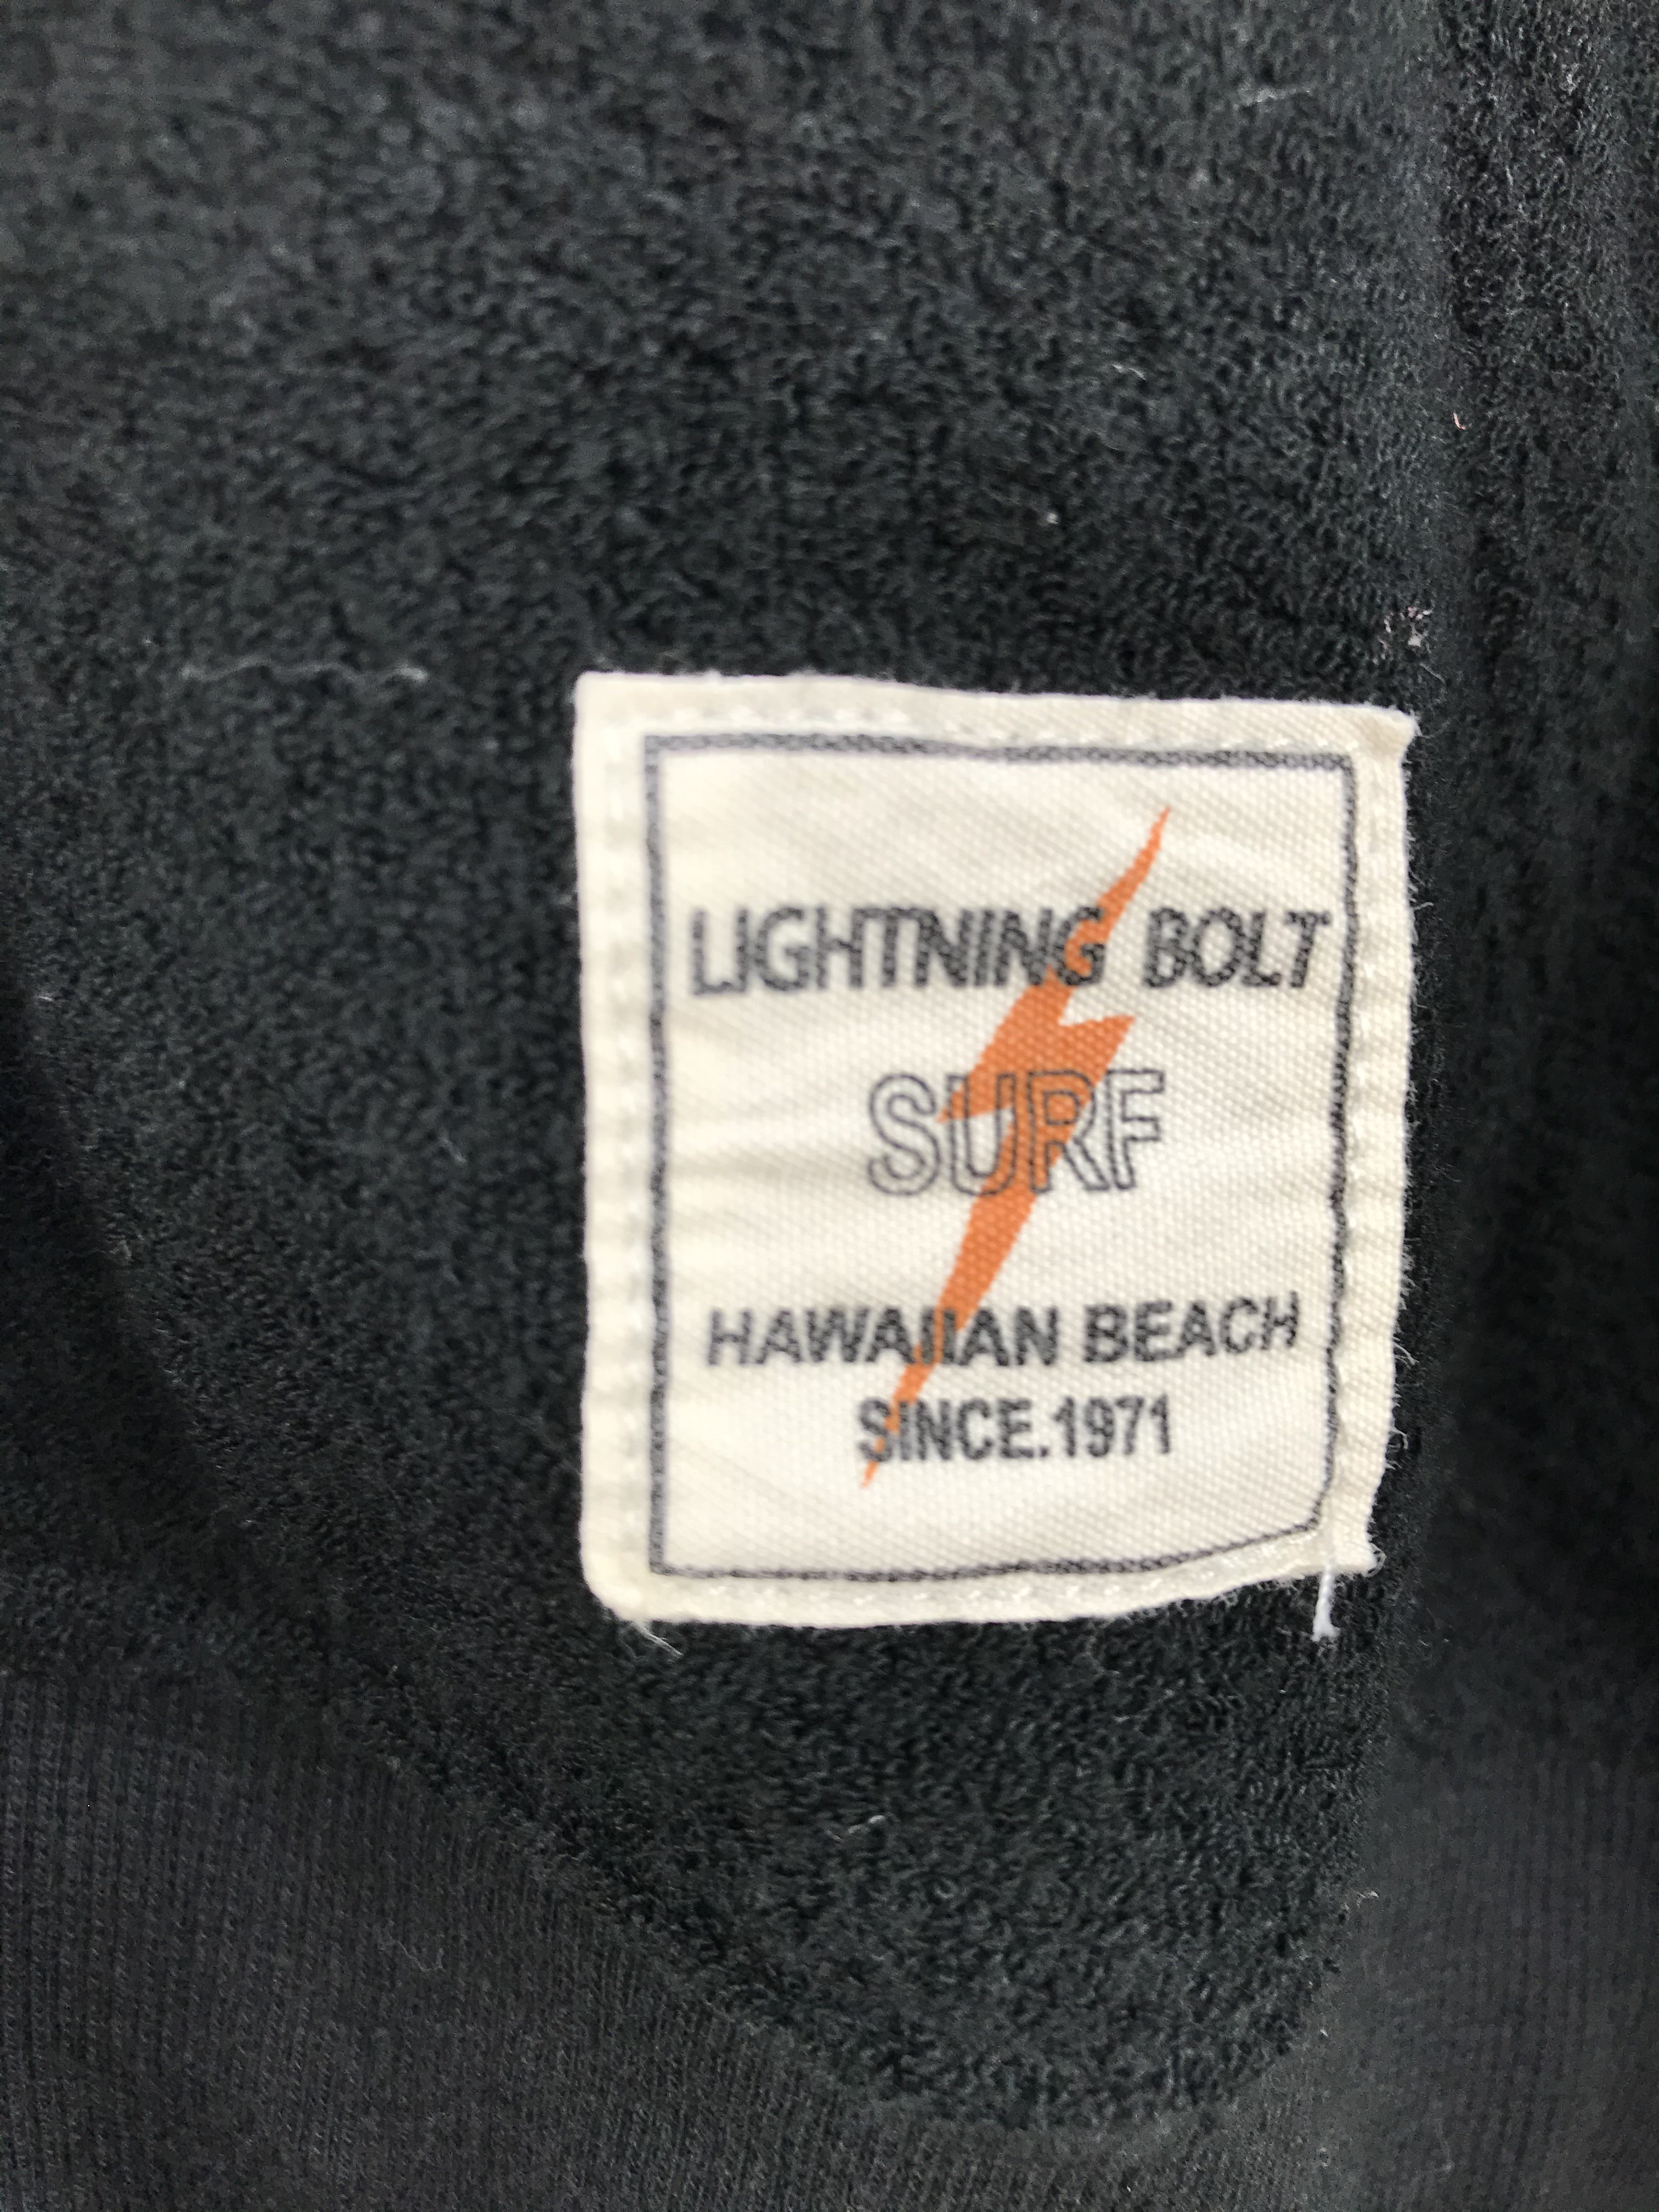 LIGHTNING BOLT
SURF
HAWAIIAN BEACH
SINCE.1971